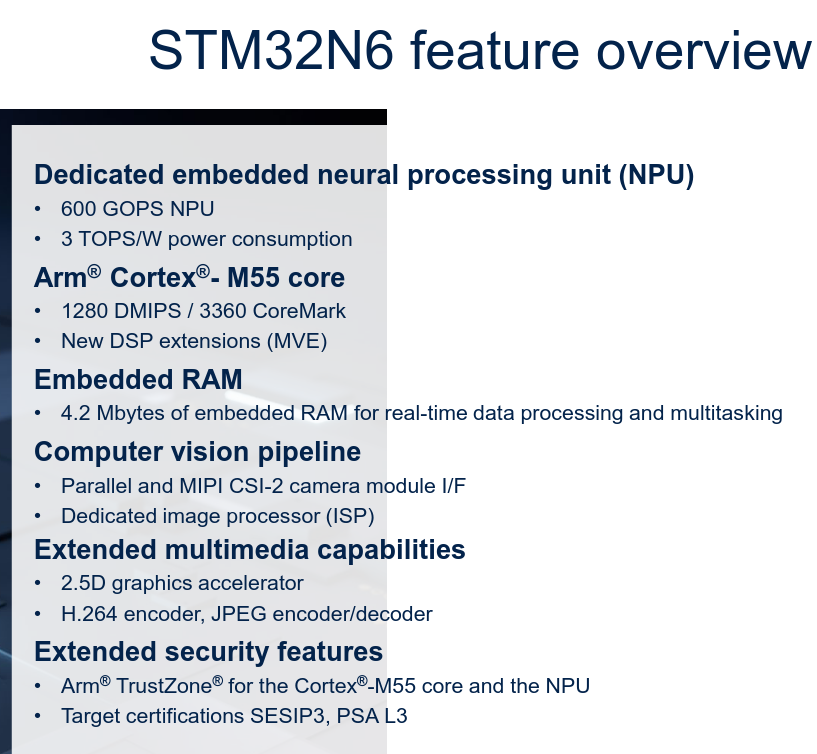 STM32N6 feature overview
Dedicated embedded neural processing unit (NPU)
• 600 GOPS NPU
• 3 TOPS/W power consumption
Arm® Cortex®- M55 core
• 1280 DMIPS / 3360 CoreMark
• New DSP extensions (MVE)
Embedded RAM
• 4.2 Mbytes of embedded RAM for real-time data processing and multitasking
Computer vision pipeline
• Parallel and MIPI CSI-2 camera module I/F
• Dedicated image processor (ISP)
Extended multimedia capabilities
• 2.5D graphics accelerator
• H.264 encoder, JPEG encoder/decoder
Extended security features
• Arm® TrustZone® for the Cortex®-M55 core and the NPU
• Target certifications SESIP3, PSA L3